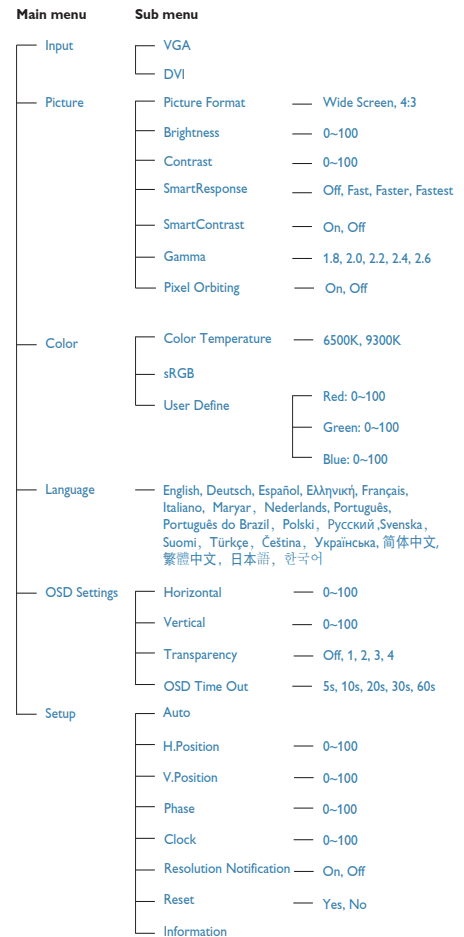 Main menu Sub menu
Input VGA
DVI
Picture Picture Format Wide Screen, 4:3
Brightness 0~100
Contrast 0~100
SmartResponse Off, Fast, Faster, Fastest
SmartContrast On, Off
Gamma 1.8, 2.0, 2.2, 2.4, 2.6
Pixel Orbiting On, Off
Color Color Temperature 6500K, 9300K
sRGB
User Define Red: 0~100
Green: 0~100
Blue: 0~100
Language English, Deutsch, Español, Ελληνική, Français,
Italiano, Maryar, Nederlands, Português,
Português do Brazil, Polski, Русский ,Svenska,
Suomi, Türkçe, Čeština, Українська, 简体中文,
繁體中文, 日本語, 한국어
OSD Settings Horizontal 0~100
Vertical 0~100
Transparency Off, 1, 2, 3, 4
OSD Time Out 5s, 10s, 20s, 30s, 60s
Setup Auto
H.Position 0~100
V.Position 0~100
Phase 0~100
Clock 0~100
Resolution Notification On, Off
Reset Yes, No
Information